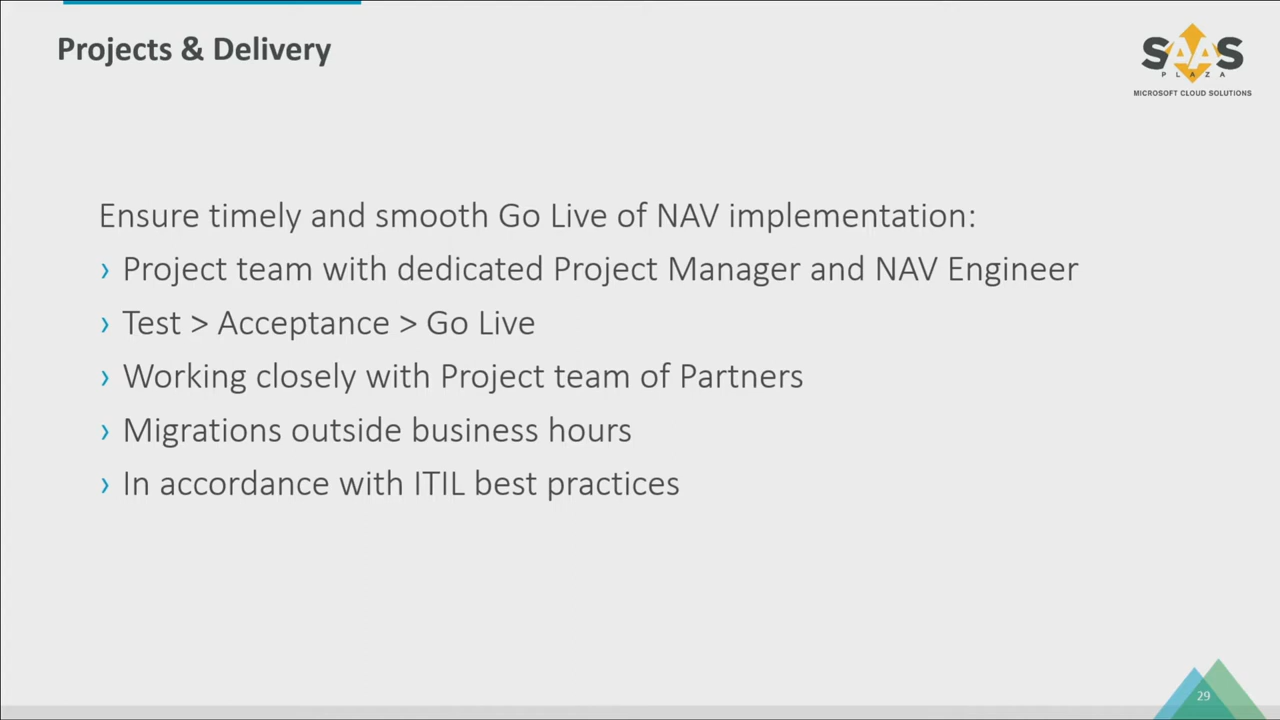 Projects & Delivery
SAAS
PLAZA
MICROSOFT CLOUD SOLUTIONS
Ensure timely and smooth Go Live of NAV implementation:
› Project team with dedicated Project Manager and NAV Engineer
› Test > Acceptance > Go Live
› Working closely with Project team of Partners
› Migrations outside business hours
› In accordance with ITIL best practices
29